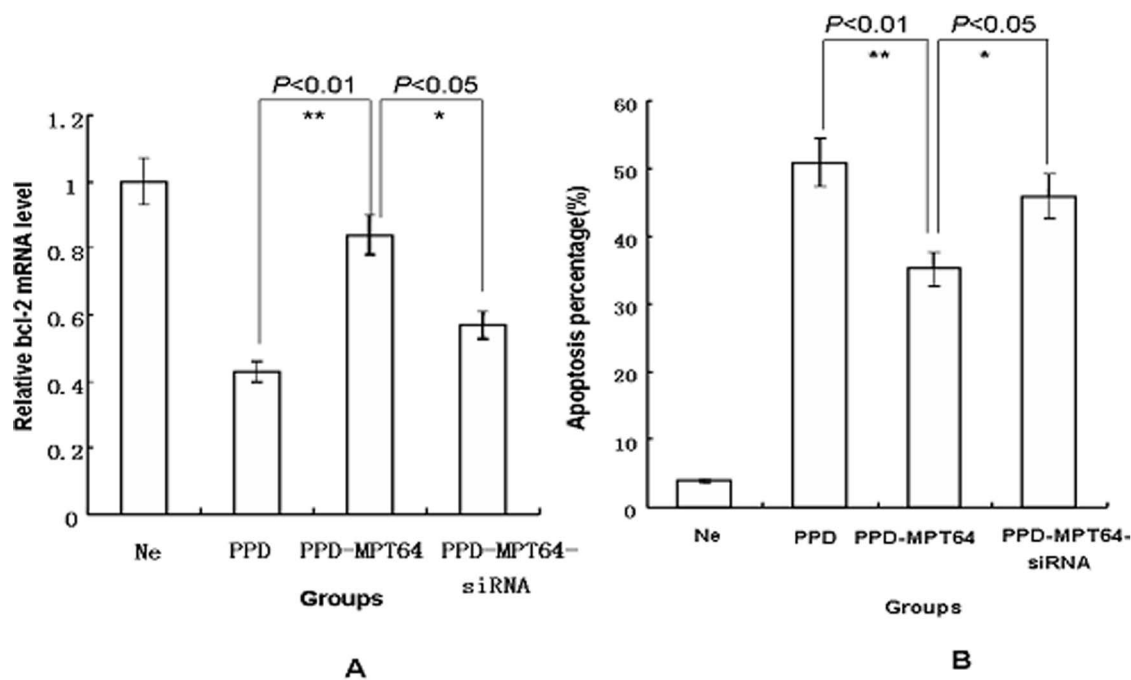 P<0.01 P<0.05
** *
1.2
1
0.8
0.6
0.4
0.2
0
Relative bcl-2 mRNA level
Ne PPD PPD-MPT64 PPD-MPT64-
siRNA
Groups
A
P<0.01 P<0.05
** *
60
50
40
30
20
10
0
Apoptosis percentage(%)
Ne PPD PPD-MPT64 PPD-MPT64-
siRNA
Groups
B